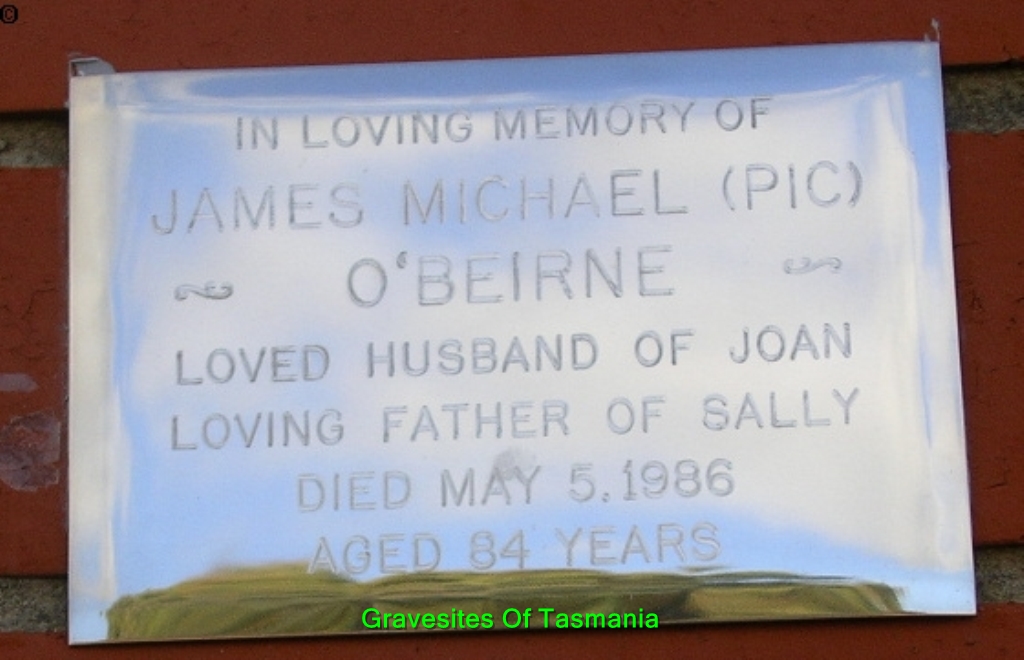 ©
IN LOVING MEMORY OF
JAMES MICHAEL (PIC)
O'BEIRNE
LOVED HUSBAND OF JOAN
LOVING FATHER OF SALLY
DIED MAY 5.1986
AGED 84 YEARS
Gravesites Of Tasmania